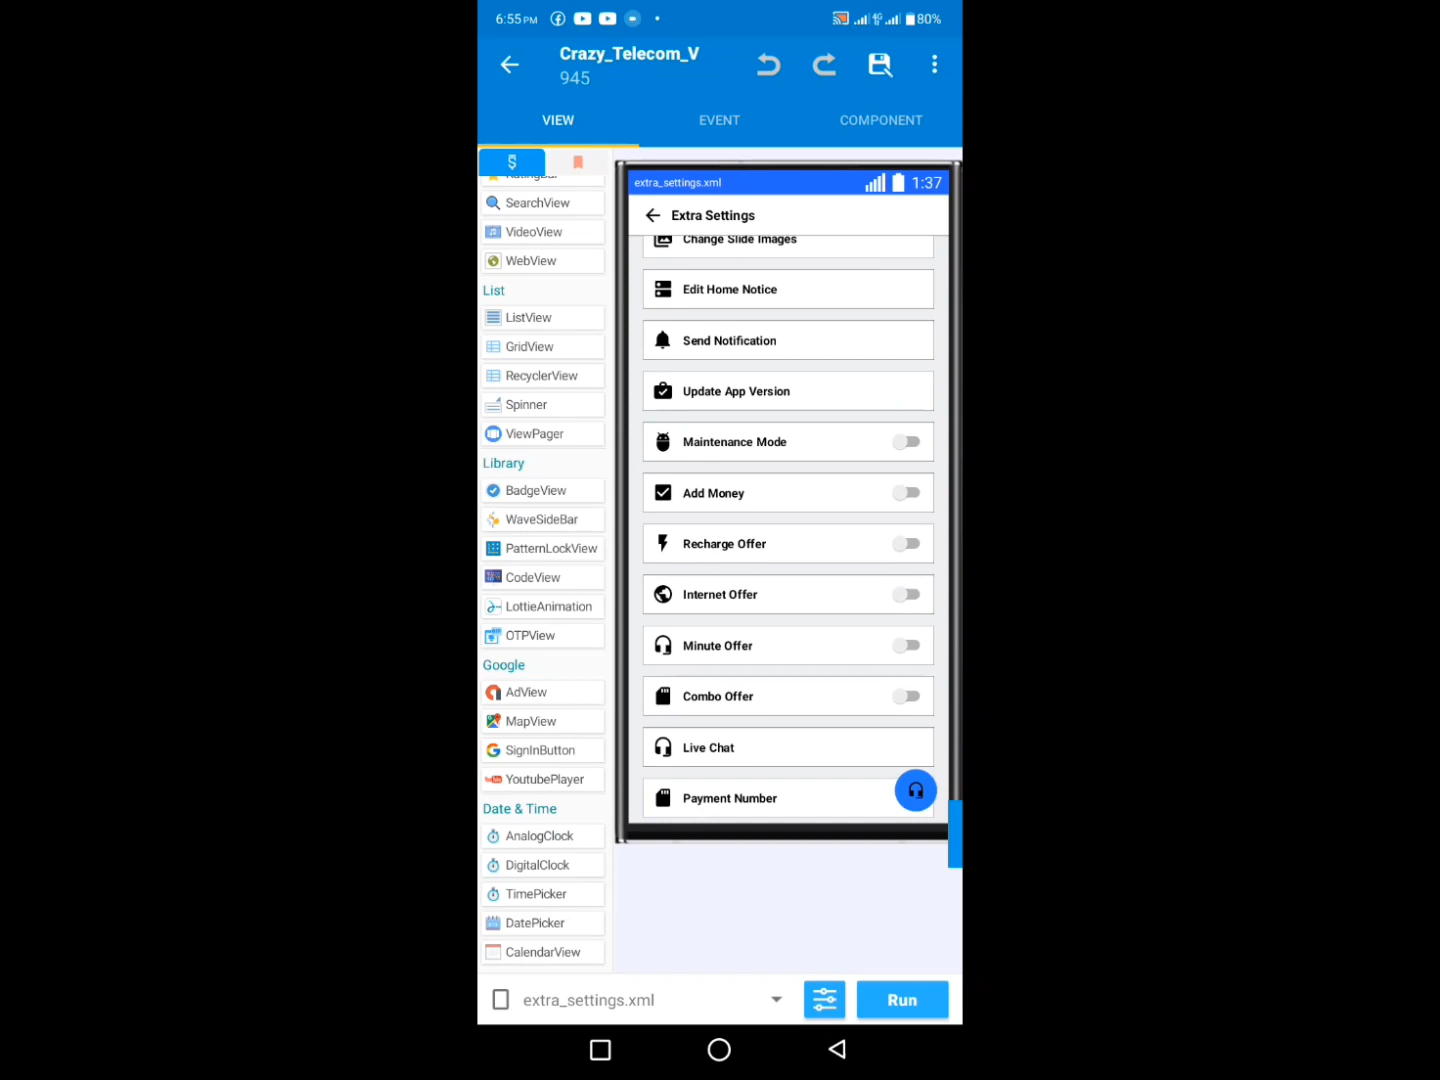 6:55 PM
4G
80%
Crazy_Telecom_V
945
VIEW
EVENT
COMPONENT
RatingBar
SearchView
VideoView
WebView
List
ListView
GridView
RecyclerView
Spinner
ViewPager
Library
BadgeView
WaveSideBar
PatternLockView
CodeView
LottieAnimation
OTPView
Google
AdView
MapView
SignInButton
YoutubePlayer
Date & Time
AnalogClock
DigitalClock
TimePicker
DatePicker
CalendarView
extra_settings.xml
1:37
Extra Settings
Change Slide Images
Edit Home Notice
Send Notification
Update App Version
Maintenance Mode
Add Money
Recharge Offer
Internet Offer
Minute Offer
Combo Offer
Live Chat
Payment Number
extra_settings.xml
Run